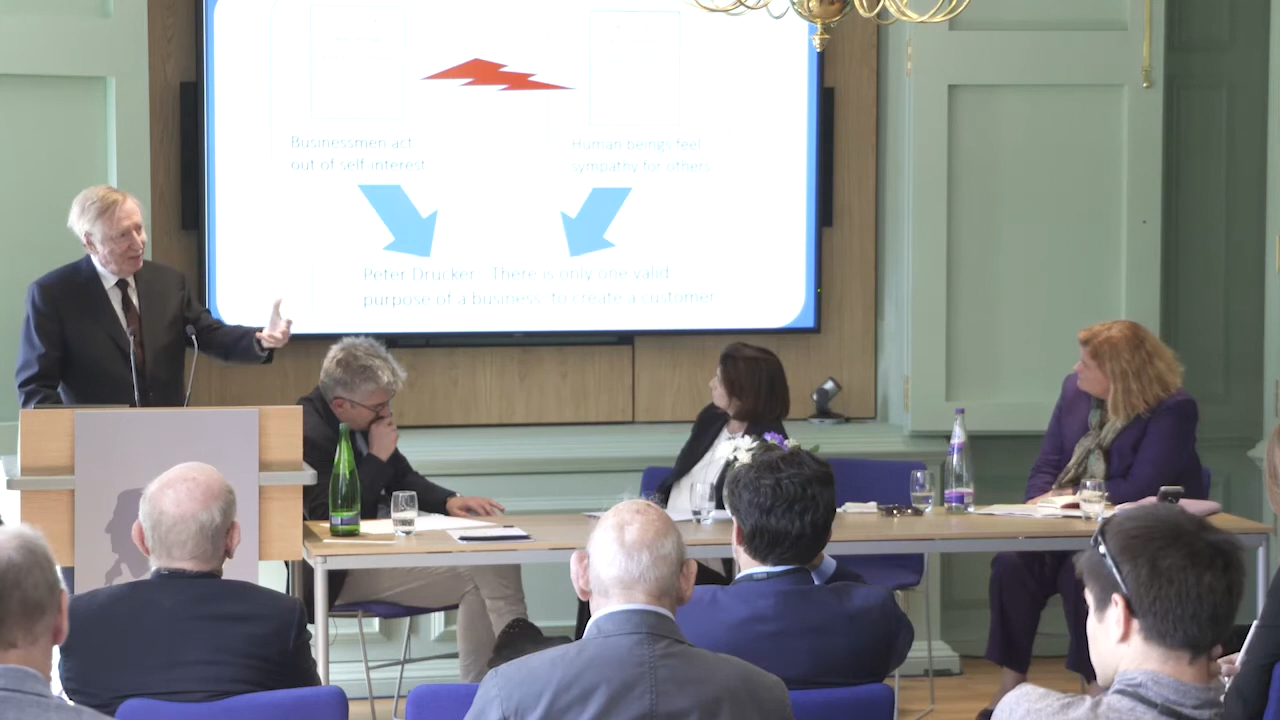 Businessmen act
out of self interest
Human beings feel
sympathy for others
Peter Drucker : There is only one valid
purpose of a business: to create a customer